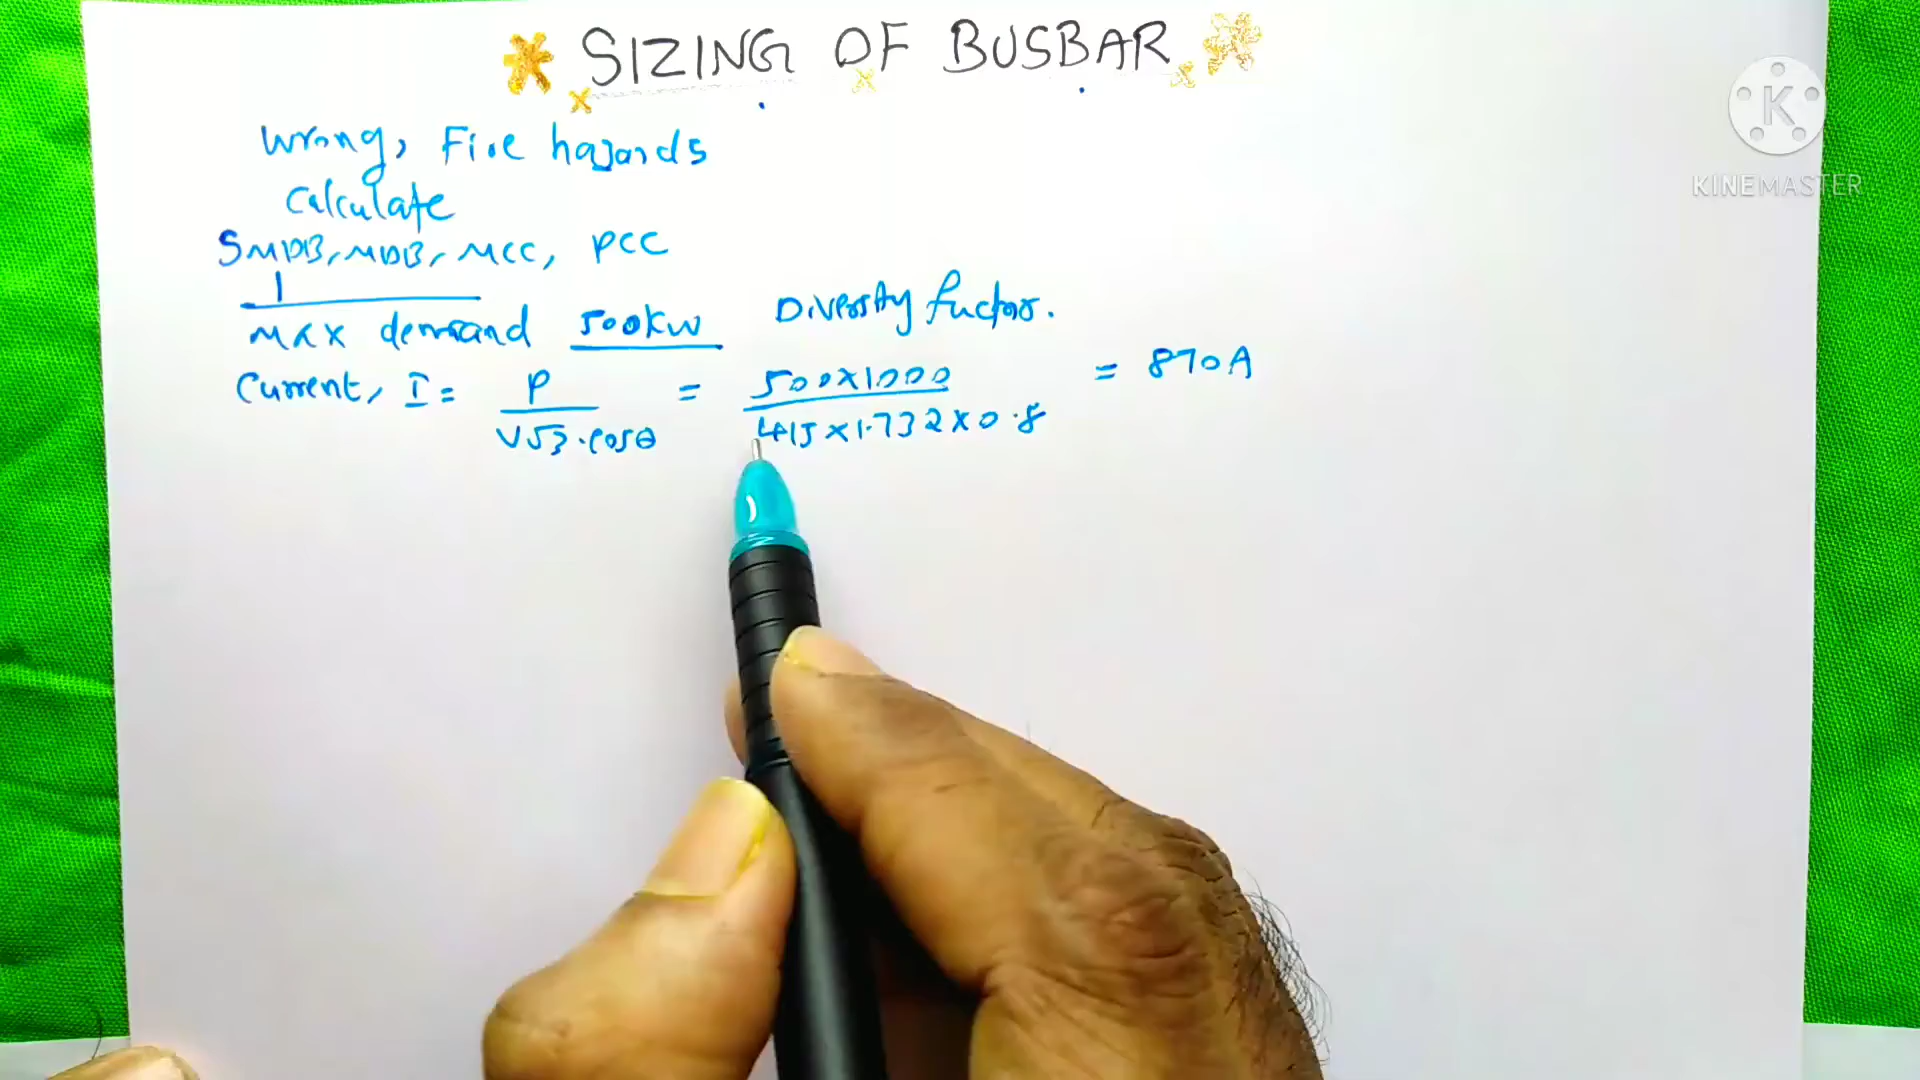 SIZING OF BUSBAR
Wrong, Fire hazards
Calculate
SMDB, MDB, MCC, PCC
Max demand 500kw Diversity factor.
Current, I = P / V√3.cosθ = 500x1000 / 415x1.732x0.8 = 870A
KINEMASTER